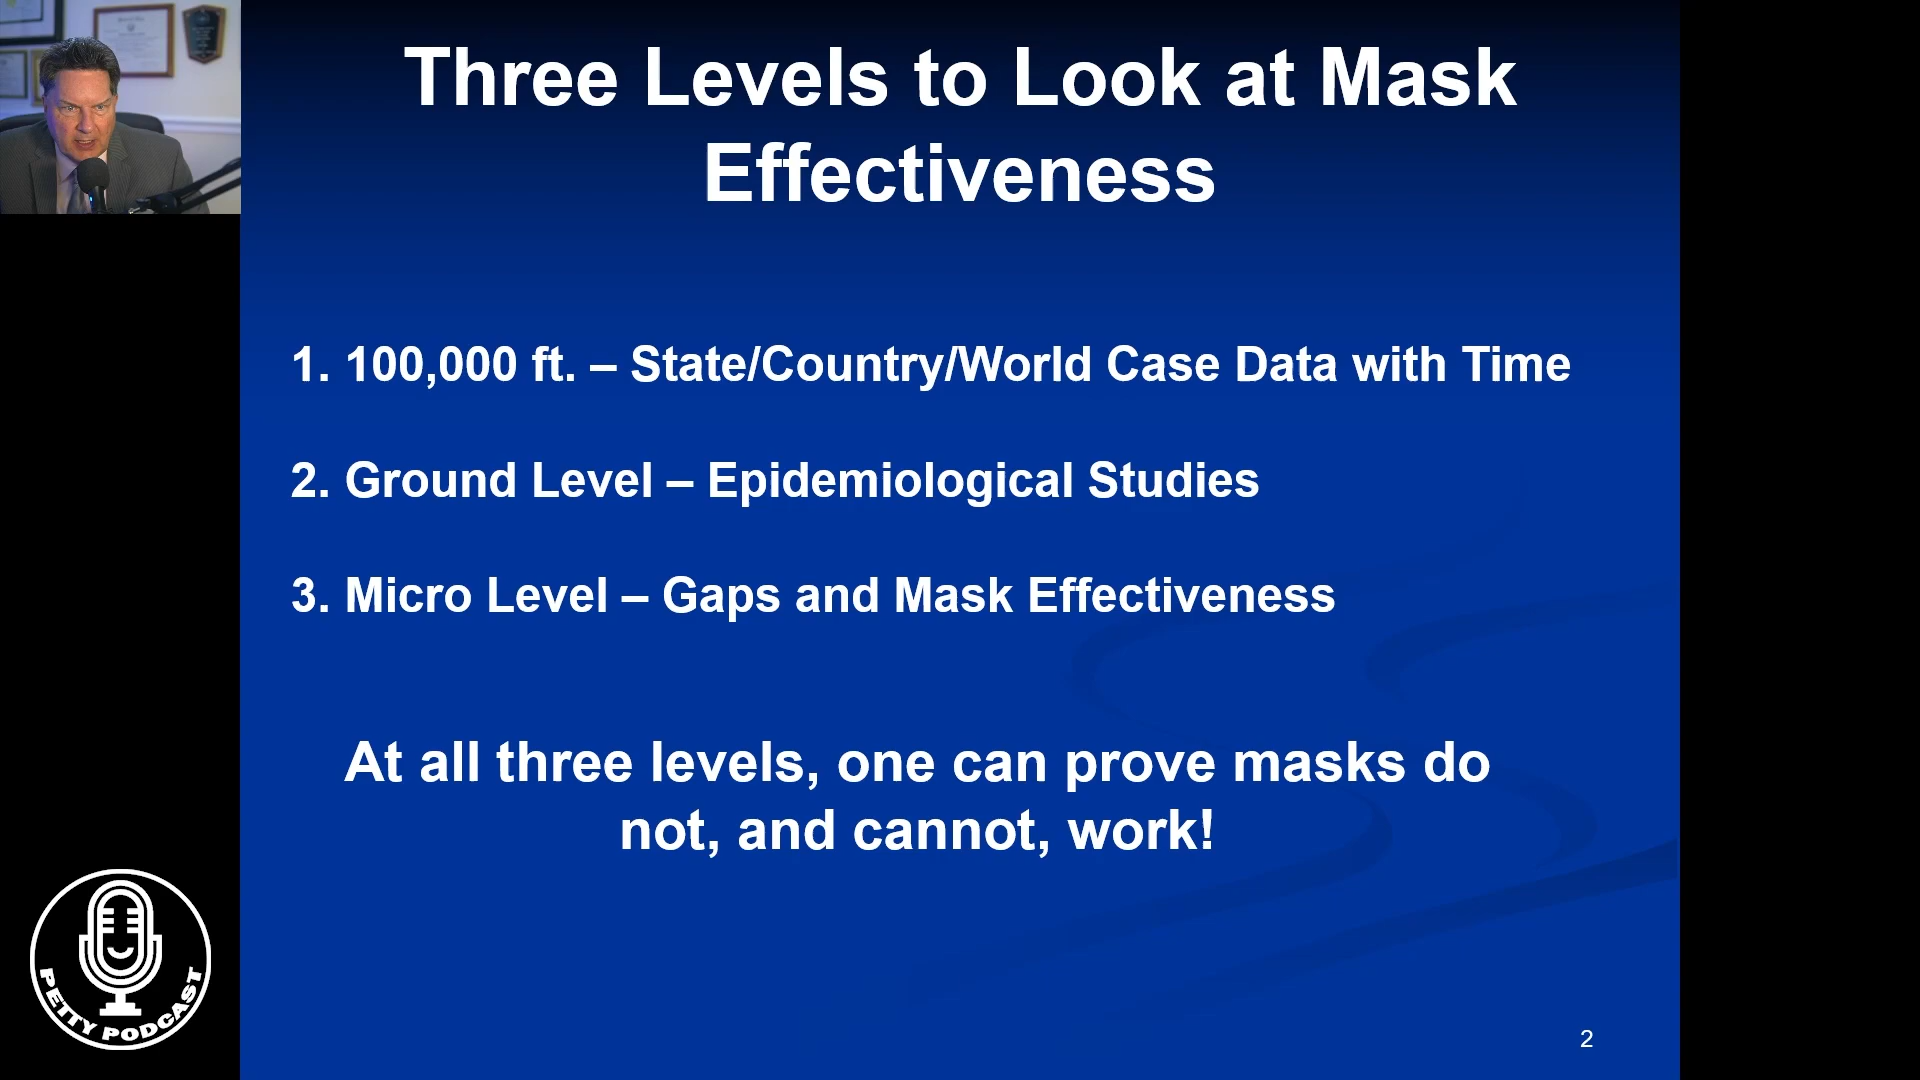 Three Levels to Look at Mask
Effectiveness
1. 100,000 ft. – State/Country/World Case Data with Time
2. Ground Level – Epidemiological Studies
3. Micro Level – Gaps and Mask Effectiveness
At all three levels, one can prove masks do
not, and cannot, work!
PETTY PODCAST
2